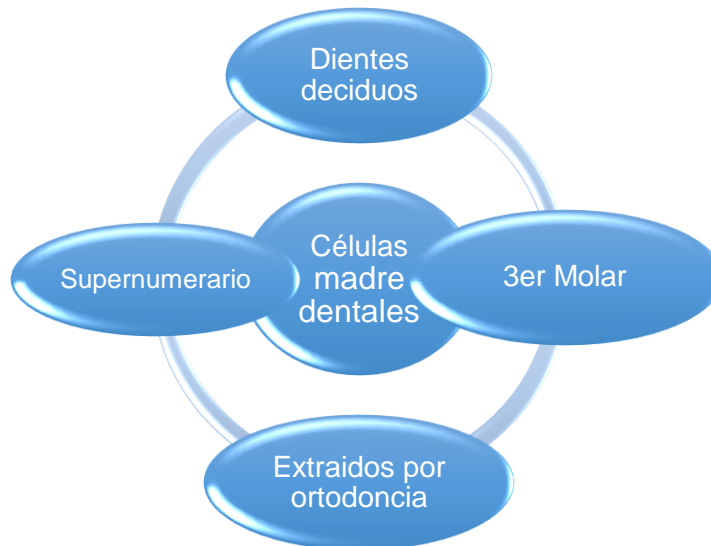 Dientes
deciduos
Supernumerario
Células
madre
dentales
3er Molar
Extraidos por
ortodoncia